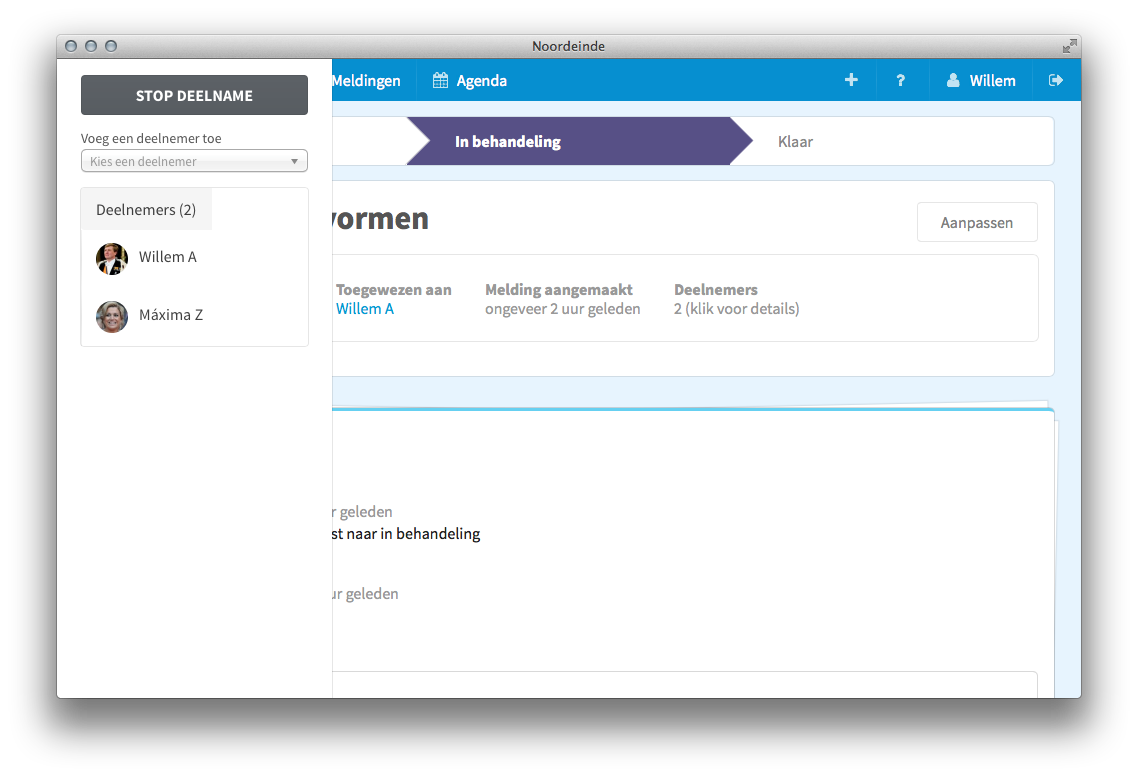 Noordeinde
STOP DEELNAME
Voeg een deelnemer toe
Kies een deelnemer
Deelnemers (2)
Willem A
Máxima Z
Meldingen
Agenda
+
?
Willem
In behandeling
Klaar
vormen
Aanpassen
Toegewezen aan
Willem A
Melding aangemaakt
ongeveer 2 uur geleden
Deelnemers
2 (klik voor details)
r geleden
st naar in behandeling
ur geleden